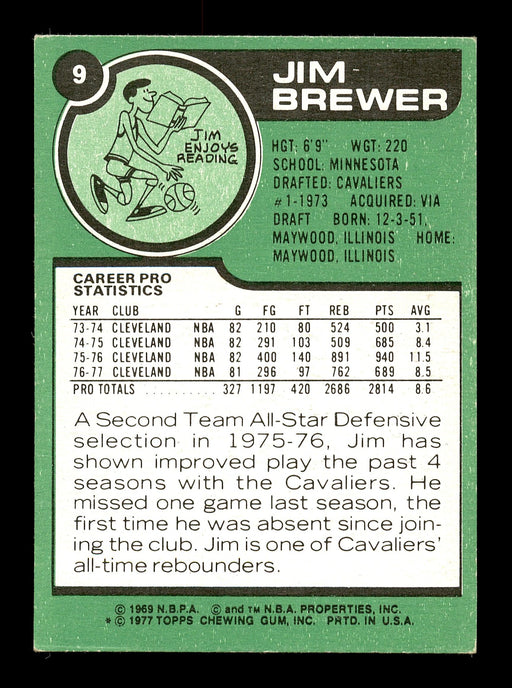 9
JIM
BREWER
JIM
ENJOYS
READING
HGT: 6'9" WGT: 220
SCHOOL: MINNESOTA
DRAFTED: CAVALIERS
#1-1973 ACQUIRED: VIA
DRAFT BORN: 12-3-51,
MAYWOOD, ILLINOIS HOME:
MAYWOOD, ILLINOIS
CAREER PRO
STATISTICS
YEAR CLUB G FG FT REB PTS AVG
73-74 CLEVELAND NBA 82 210 80 524 500 3.1
74-75 CLEVELAND NBA 82 291 103 509 685 8.4
75-76 CLEVELAND NBA 82 400 140 891 940 11.5
76-77 CLEVELAND NBA 81 296 97 762 689 8.5
PRO TOTALS .......... 327 1197 420 2686 2814 8.6
A Second Team All-Star Defensive
selection in 1975-76, Jim has
shown improved play the past 4
seasons with the Cavaliers. He
missed one game last season, the
first time he was absent since join-
ing the club. Jim is one of Cavaliers'
all-time rebounders.
© 1969 N.B.P.A. © and TM N.B.A. PROPERTIES, INC.
* © 1977 TOPPS CHEWING GUM, INC. PRTD. IN U.S.A.